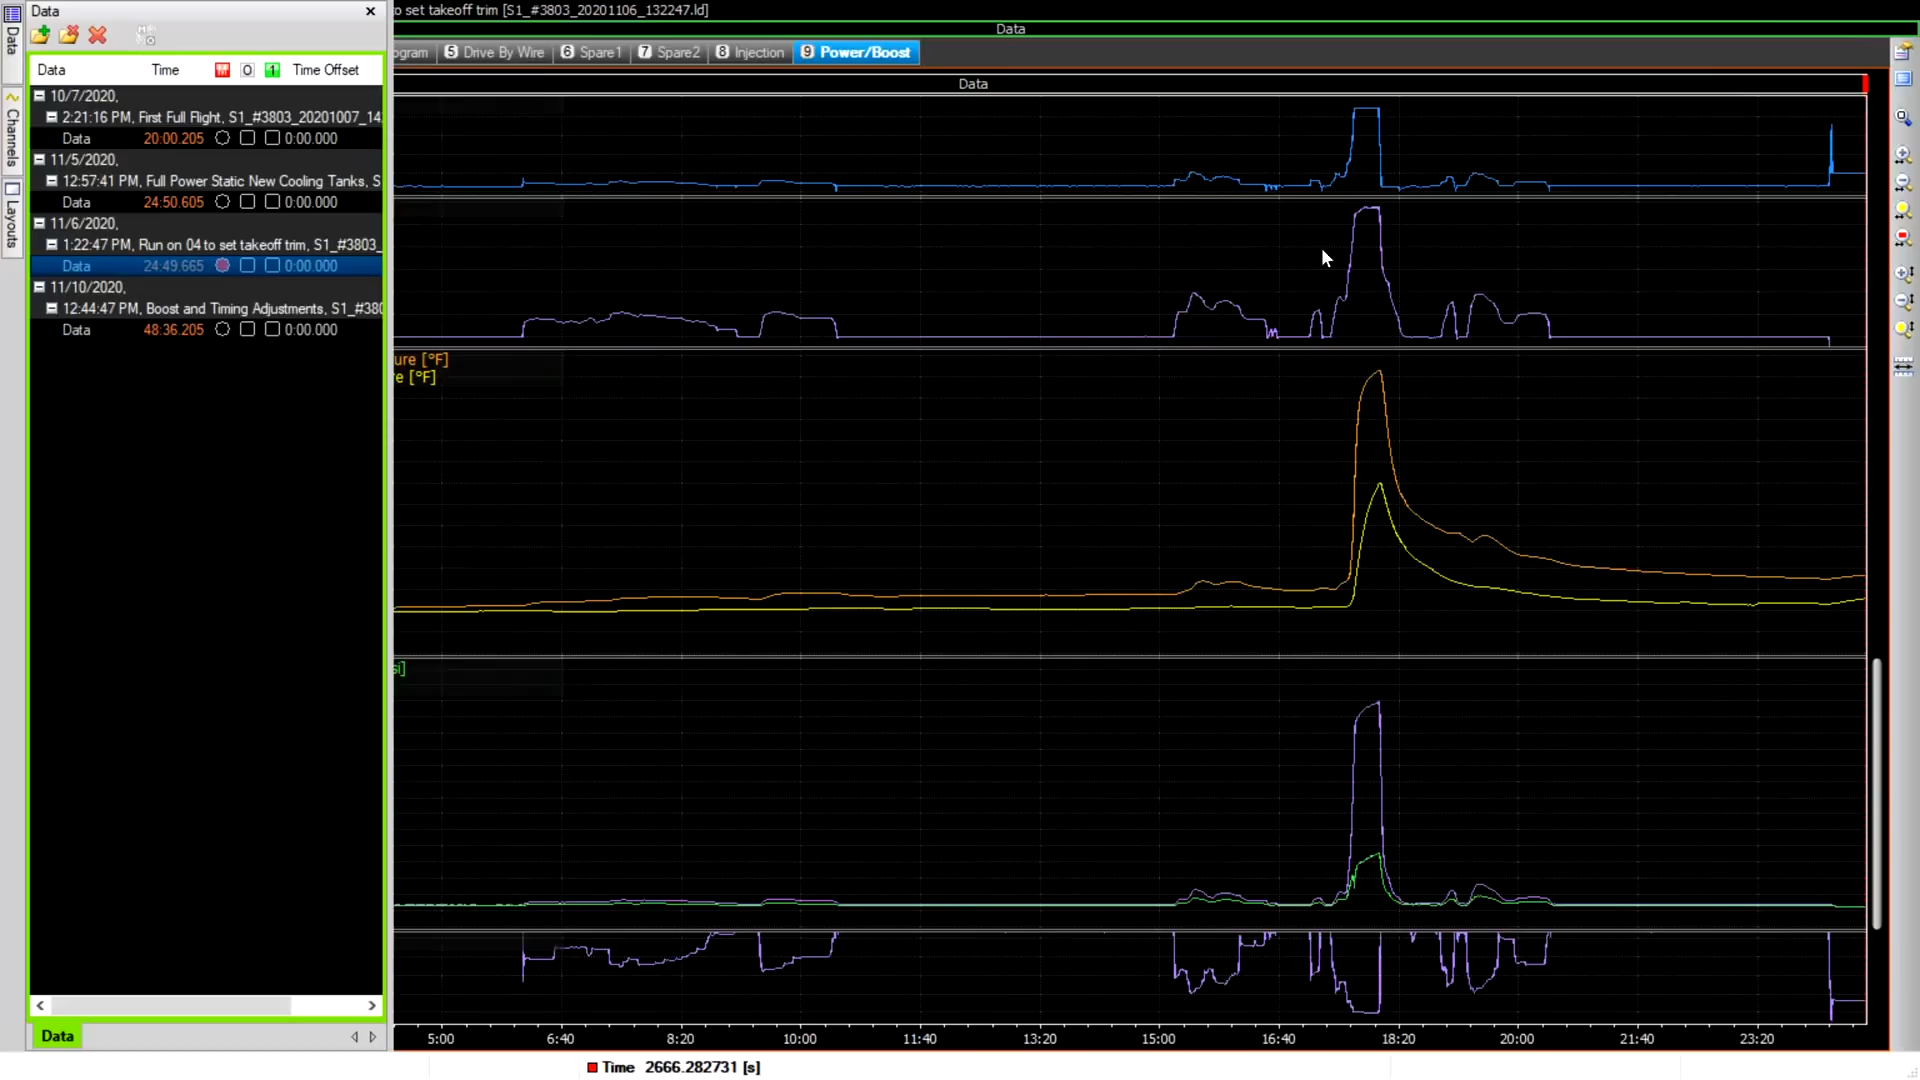 Data
to set takeoff trim [S1_#3803_20201106_132247.ld]
Data
Data
Channels
Layouts
ogram
5 Drive By Wire
6 Spare1
7 Spare2
8 Injection
9 Power/Boost
Data Time 0 1 Time Offset
Data
10/7/2020,
2:21:16 PM, First Full Flight, S1_#3803_20201007_14
Data 20:00.205 0:00.000
11/5/2020,
12:57:41 PM, Full Power Static New Cooling Tanks, S
Data 24:50.605 0:00.000
11/6/2020,
1:22:47 PM, Run on 04 to set takeoff trim, S1_#3803_
Data 24:49.665 0:00.000
11/10/2020,
12:44:47 PM, Boost and Timing Adjustments, S1_#380
Data 48:36.205 0:00.000
ure [°F]
e [°F]
si]
Data
5:00 6:40 8:20 10:00 11:40 13:20 15:00 16:40 18:20 20:00 21:40 23:20
Time 2666.282731 [s]